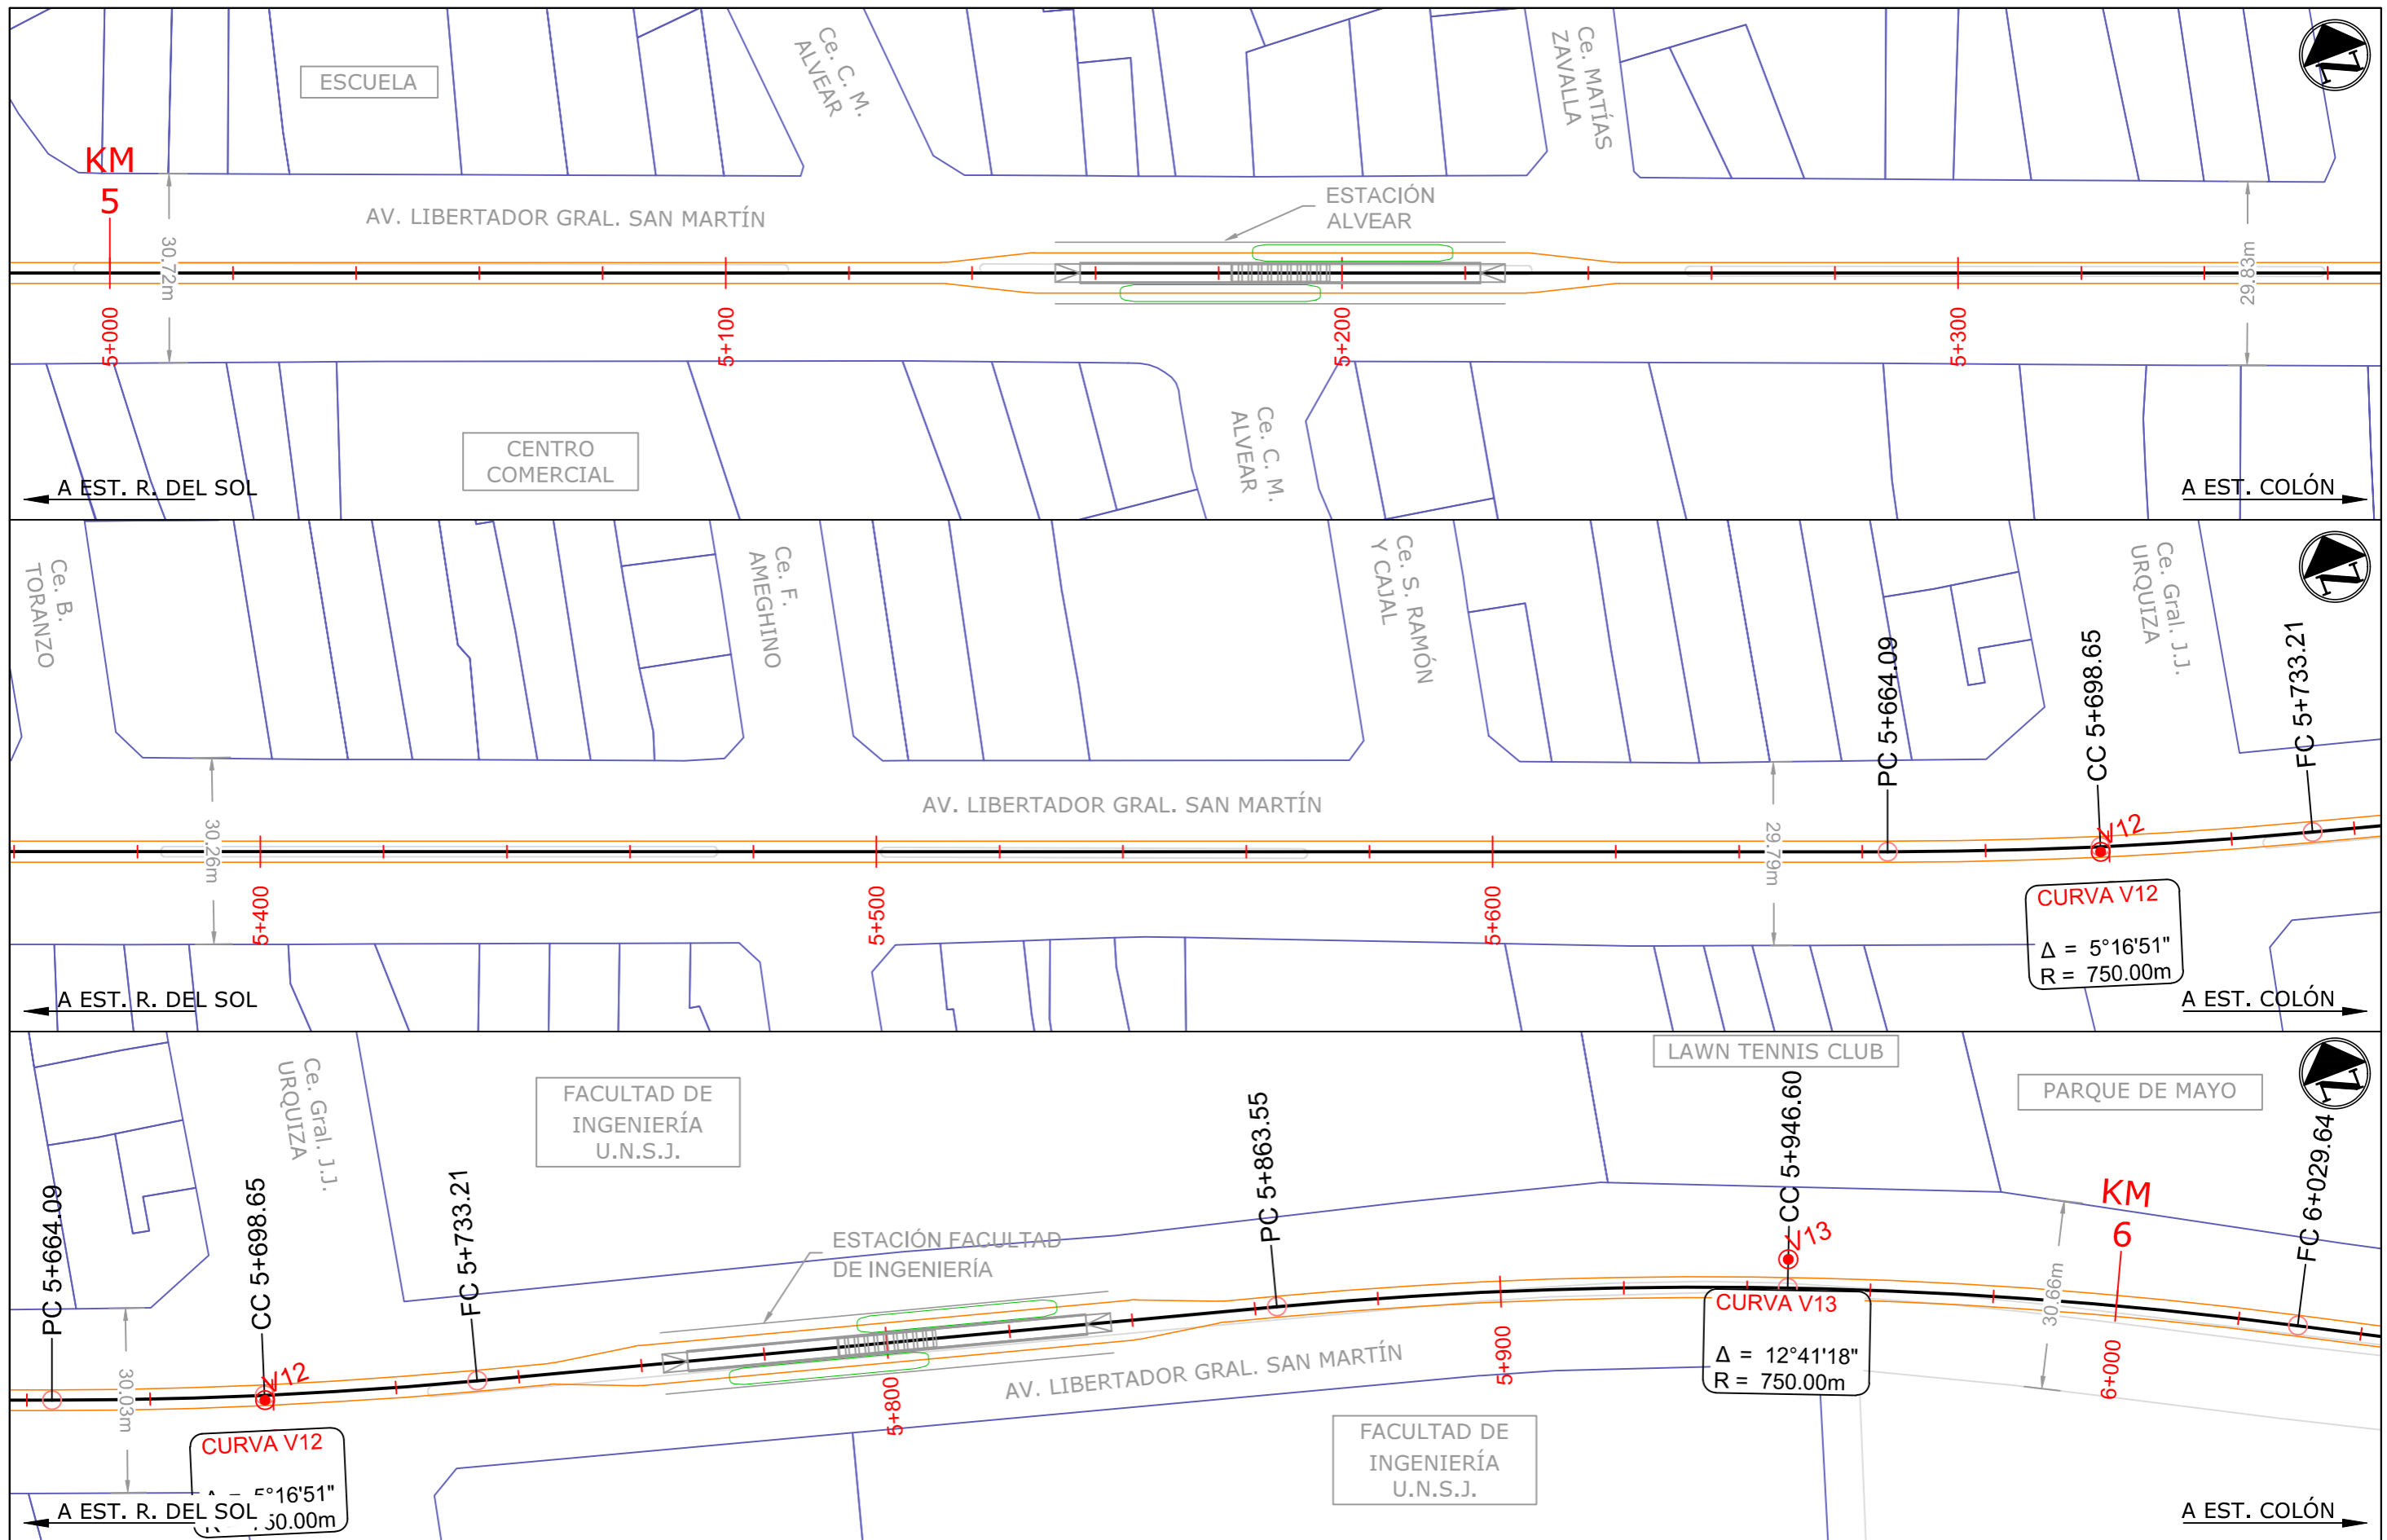 ESCUELA
Ce. C. M.
ALVEAR
Ce. MATÍAS
ZAVALLA
N
KM
5
AV. LIBERTADOR GRAL. SAN MARTÍN
ESTACIÓN
ALVEAR
30.72m
29.83m
5+000
5+100
5+200
5+300
CENTRO
COMERCIAL
Ce. C. M.
ALVEAR
A EST. R. DEL SOL
A EST. COLÓN
Ce. B.
TORANZO
Ce. F.
AMEGHINO
Ce. S. RAMÓN
Y CAJAL
Ce. Gral. J.J.
URQUIZA
N
PC 5+664.09
CC 5+698.65
FC 5+733.21
AV. LIBERTADOR GRAL. SAN MARTÍN
V12
30.26m
29.79m
5+400
5+500
5+600
CURVA V12
Δ = 5°16'51"
R = 750.00m
A EST. R. DEL SOL
A EST. COLÓN
Ce. Gral. J.J.
URQUIZA
FACULTAD DE
INGENIERÍA
U.N.S.J.
LAWN TENNIS CLUB
PARQUE DE MAYO
N
PC 5+664.09
CC 5+698.65
FC 5+733.21
PC 5+863.55
CC 5+946.60
FC 6+029.64
KM
6
ESTACIÓN FACULTAD
DE INGENIERÍA
V13
V12
30.03m
30.66m
CURVA V13
Δ = 12°41'18"
R = 750.00m
AV. LIBERTADOR GRAL. SAN MARTÍN
5+800
5+900
6+000
CURVA V12
5°16'51"
50.00m
FACULTAD DE
INGENIERÍA
U.N.S.J.
A EST. R. DEL SOL
A EST. COLÓN